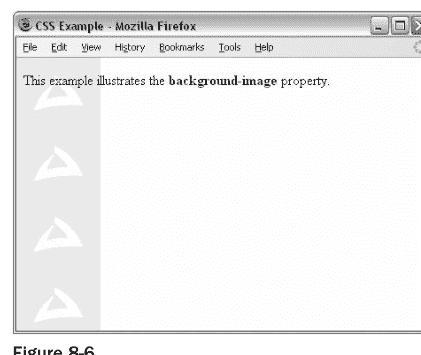 CSS Example - Mozilla Firefox
File Edit View History Bookmarks Tools Help
This example illustrates the background-image property.
Figure 8-6